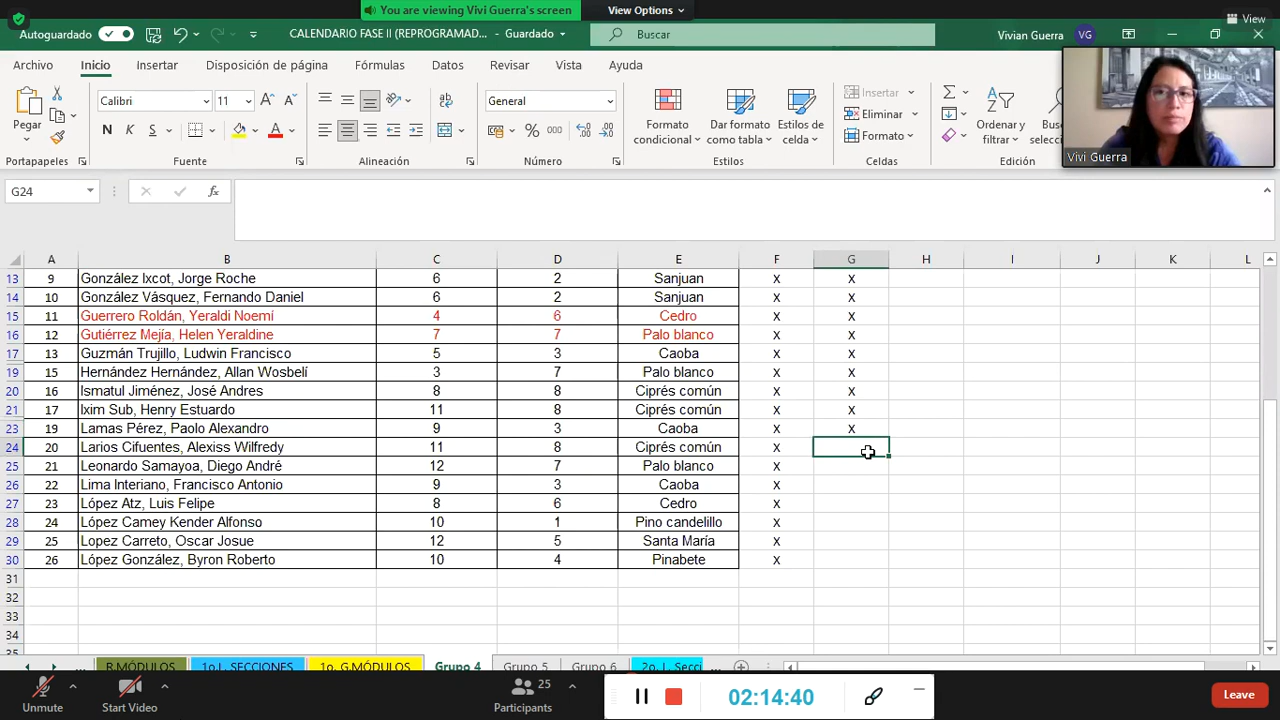 You are viewing Vivi Guerra's screen
View Options
View
Autoguardado
CALENDARIO FASE II (REPROGRAMAD... - Guardado
Buscar
Vivian Guerra
VG
Archivo
Inicio
Insertar
Disposición de página
Fórmulas
Datos
Revisar
Vista
Ayuda
Pegar
Calibri
11
N K S
General
% 000
Formato condicional
Dar formato como tabla
Estilos de celda
Insertar
Eliminar
Formato
Ordenar y filtrar
Portapapeles
Fuente
Alineación
Número
Estilos
Celdas
Edición
Vivi Guerra
G24
fx
A B C D E F G H I J K L
13 9 González Ixcot, Jorge Roche 6 2 Sanjuan x x
14 10 González Vásquez, Fernando Daniel 6 2 Sanjuan x x
15 11 Guerrero Roldán, Yeraldi Noemí 4 6 Cedro x x
16 12 Gutiérrez Mejía, Helen Yeraldine 7 7 Palo blanco x x
17 13 Guzmán Trujillo, Ludwin Francisco 5 3 Caoba x x
19 15 Hernández Hernández, Allan Wosbelí 3 7 Palo blanco x x
20 16 Ismatul Jiménez, José Andres 8 8 Ciprés común x x
21 17 Ixim Sub, Henry Estuardo 11 8 Ciprés común x x
23 19 Lamas Pérez, Paolo Alexandro 9 3 Caoba x x
24 20 Larios Cifuentes, Alexiss Wilfredy 11 8 Ciprés común x
25 21 Leonardo Samayoa, Diego André 12 7 Palo blanco x
26 22 Lima Interiano, Francisco Antonio 9 3 Caoba x
27 23 López Atz, Luis Felipe 8 6 Cedro x
28 24 López Camey Kender Alfonso 10 1 Pino candelillo x
29 25 Lopez Carreto, Oscar Josue 12 5 Santa María x
30 26 López González, Byron Roberto 10 4 Pinabete x
31
32
33
34
35
... R.MÓDULOS 1o.L. SECCIONES 1o. G.MÓDULOS Grupo 4 Grupo 5 Grupo 6 2o. L. Secci ...
Unmute
Start Video
25
Participants
02:14:40
Leave